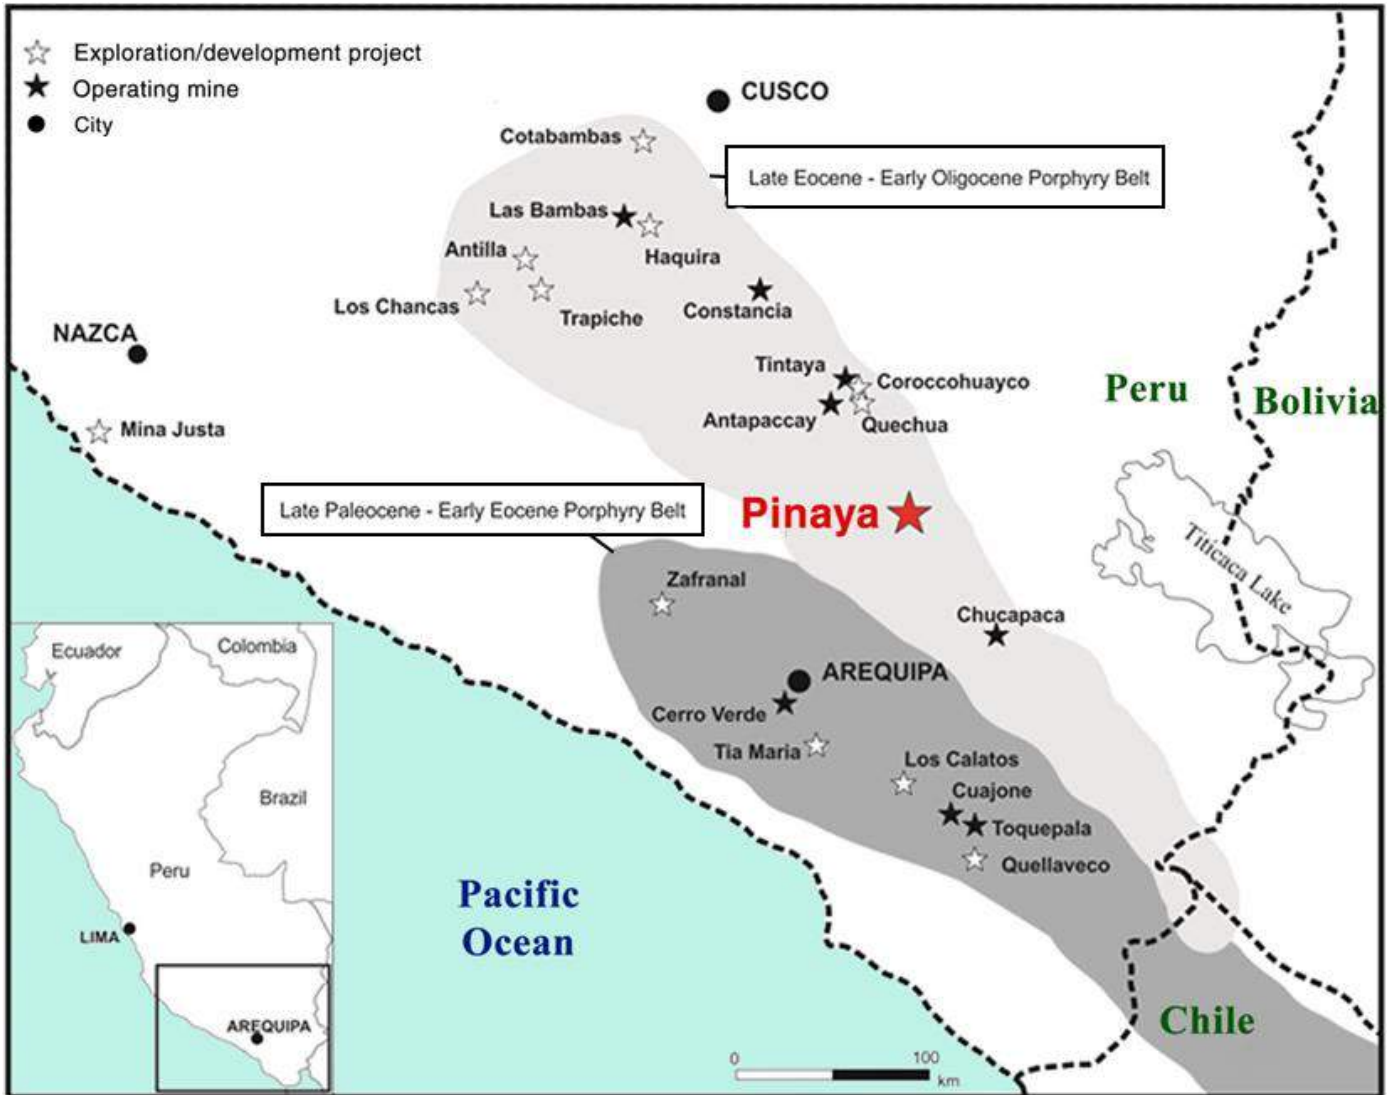 Exploration/development project
Operating mine
City
CUSCO
Cotabambas
Late Eocene - Early Oligocene Porphyry Belt
Las Bambas
Haquira
Antilla
Los Chancas
Trapiche
Constancia
NAZCA
Mina Justa
Tintaya
Coroccohuayco
Antapaccay
Quechua
Peru
Bolivia
Late Paleocene - Early Eocene Porphyry Belt
Pinaya
Titicaca Lake
Zafranal
Chucapaca
AREQUIPA
Cerro Verde
Tia Maria
Los Calatos
Cuajone
Toquepala
Quellaveco
Pacific
Ocean
Chile
0
100
km
Ecuador
Colombia
Brazil
Peru
LIMA
AREQUIPA